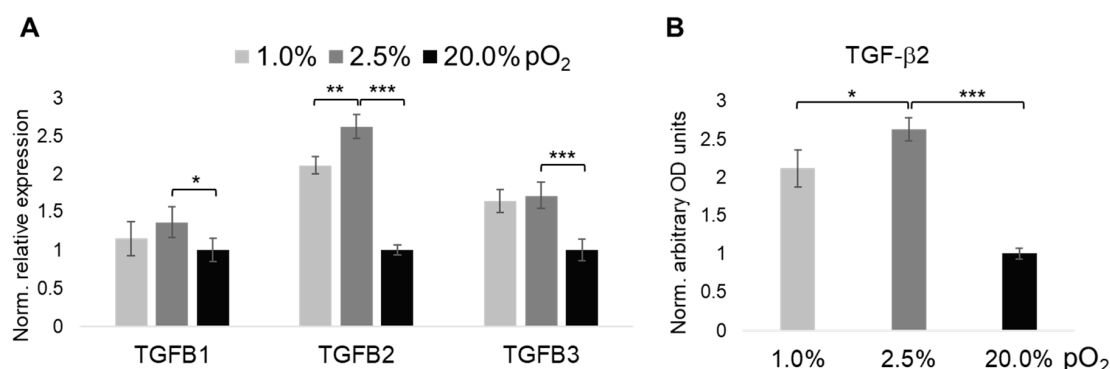 A
1.0% 2.5% 20.0% pO₂
Norm. relative expression
3
2.5
2
1.5
1
0.5
0
*
** ***
***
TGFB1 TGFB2 TGFB3
B
TGF-β2
Norm. arbitrary OD units
3
2.5
2
1.5
1
0.5
0
* ***
1.0% 2.5% 20.0% pO₂